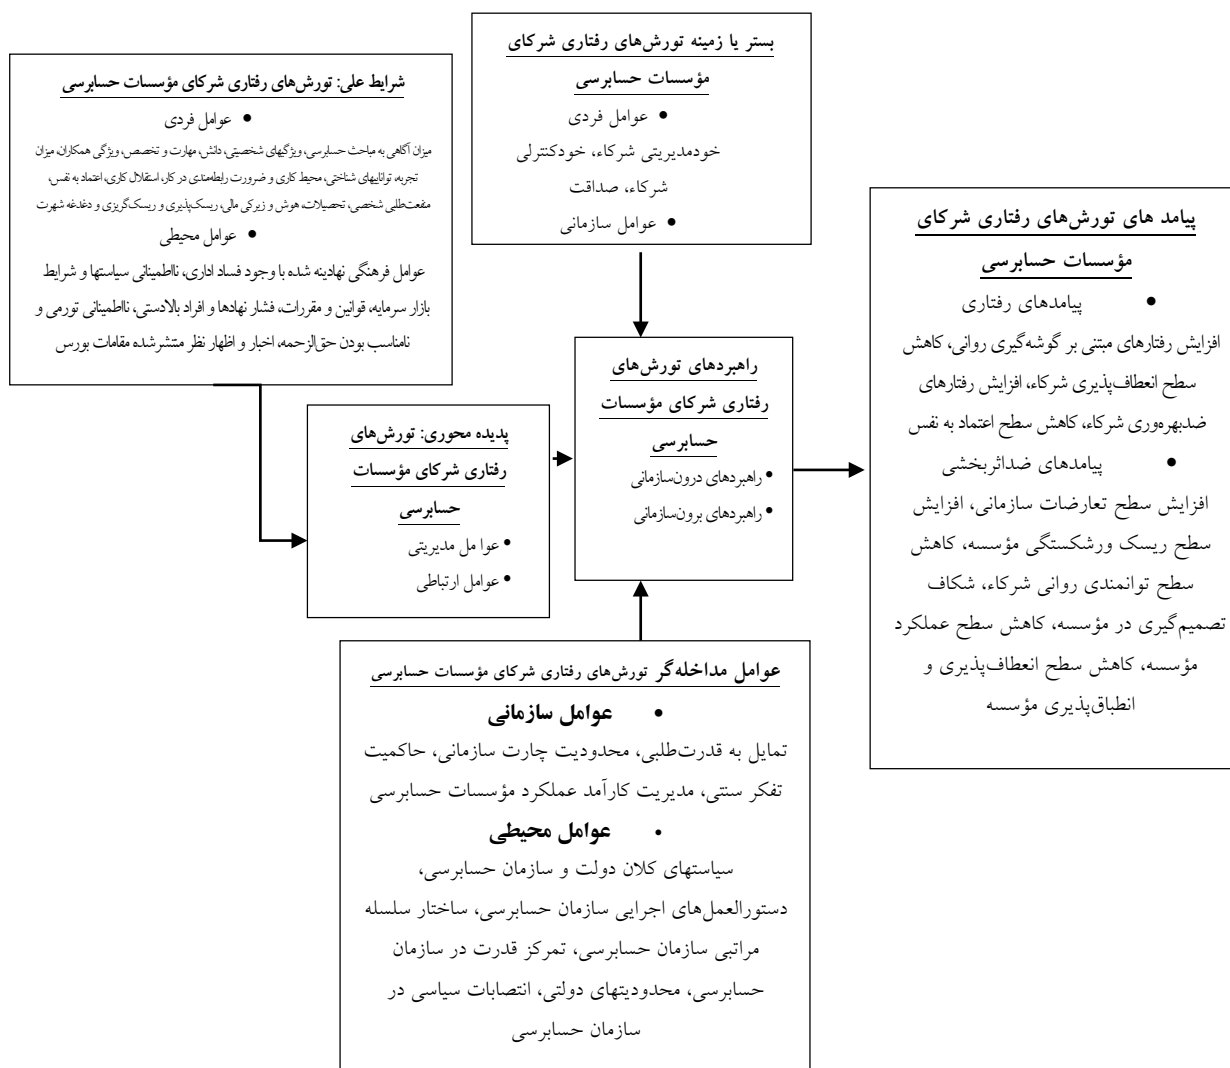 شرایط علی: تورش‌های رفتاری شرکای مؤسسات حسابرسی
• عوامل فردی
میزان آگاهی به مباحث حسابرسی، ویژگیهای شخصیتی، دانش، مهارت و تخصص، ویژگی همکاران، میزان
تجربه، تواناییهای شناختی، محیط کاری و ضرورت رابطه‌مندی در کار، استقلال کاری، اعتماد به نفس،
منفعت‌طلبی شخصی، تحصیلات، هوش و زیرکی مالی، ریسک‌پذیری و ریسک‌گریزی و دغدغه شهرت
• عوامل محیطی
عوامل فرهنگی نهادینه شده با وجود فساد اداری، نااطمینانی سیاستها و شرایط
بازار سرمایه، قوانین و مقررات، فشار نهادها و افراد بالادستی، نااطمینانی تورمی و
نامناسب بودن حق‌الزحمه، اخبار و اظهار نظر منتشرشده مقامات بورس
بستر یا زمینه تورش‌های رفتاری شرکای
مؤسسات حسابرسی
• عوامل فردی
خودمدیریتی شرکاء، خودکنترلی
شرکاء، صداقت
• عوامل سازمانی
پدیده محوری: تورش‌های
رفتاری شرکای مؤسسات
حسابرسی
• عوا مل مدیریتی
• عوامل ارتباطی
راهبردهای تورش‌های
رفتاری شرکای مؤسسات
حسابرسی
• راهبردهای درون‌سازمانی
• راهبردهای برون‌سازمانی
عوامل مداخله‌گر تورش‌های رفتاری شرکای مؤسسات حسابرسی
• عوامل سازمانی
تمایل به قدرت‌طلبی، محدودیت چارت سازمانی، حاکمیت
تفکر سنتی، مدیریت کارآمد عملکرد مؤسسات حسابرسی
• عوامل محیطی
سیاستهای کلان دولت و سازمان حسابرسی،
دستورالعمل‌های اجرایی سازمان حسابرسی، ساختار سلسله
مراتبی سازمان حسابرسی، تمرکز قدرت در سازمان
حسابرسی، محدودیتهای دولتی، انتصابات سیاسی در
سازمان حسابرسی
پیامد های تورش‌های رفتاری شرکای
مؤسسات حسابرسی
• پیامدهای رفتاری
افزایش رفتارهای مبتنی بر گوشه‌گیری روانی، کاهش
سطح انعطاف‌پذیری شرکاء، افزایش رفتارهای
ضدبهره‌وری شرکاء، کاهش سطح اعتماد به نفس
• پیامدهای ضداثربخشی
افزایش سطح تعارضات سازمانی، افزایش
سطح ریسک ورشکستگی مؤسسه، کاهش
سطح توانمندی روانی شرکاء، شکاف
تصمیم‌گیری در مؤسسه، کاهش سطح عملکرد
مؤسسه، کاهش سطح انعطاف‌پذیری و
انطباق‌پذیری مؤسسه